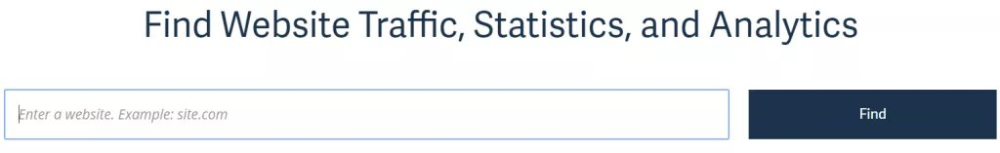 Find Website Traffic, Statistics, and Analytics
Enter a website. Example: site.com
Find